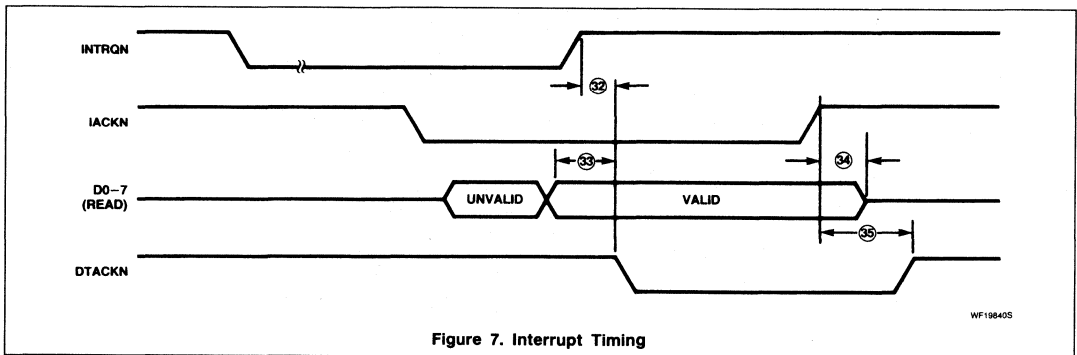 INTRQN
32
IACKN
33
34
D0–7
(READ)
UNVALID
VALID
35
DTACKN
WF19840S
Figure 7. Interrupt Timing